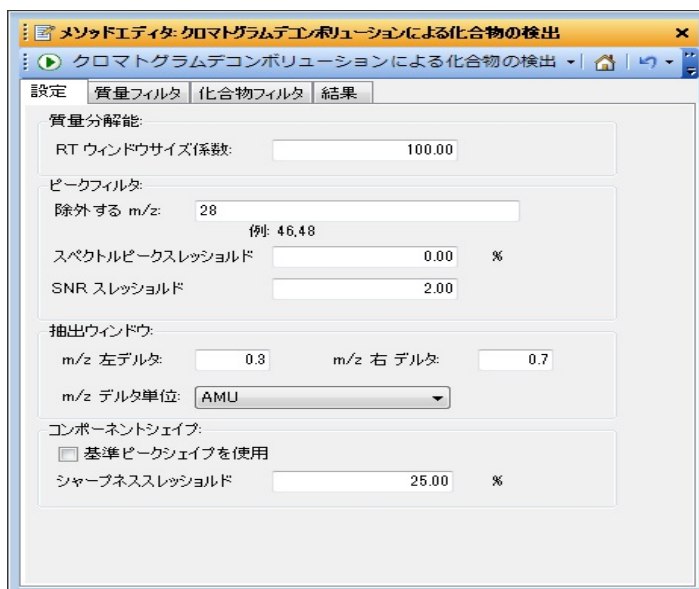 メソッドエディタ: クロマトグラムデコンボリューションによる化合物の検出
クロマトグラムデコンボリューションによる化合物の検出
設定 質量フィルタ 化合物フィルタ 結果
質量分解能:
RT ウィンドウサイズ係数: 100.00
ピークフィルタ:
除外する m/z: 28
例: 46,48
スペクトルピークスレッショルド 0.00 %
SNR スレッショルド 2.00
抽出ウィンドウ:
m/z 左デルタ: 0.3 m/z 右 デルタ: 0.7
m/z デルタ単位: AMU
コンポーネントシェイプ:
基準ピークシェイプを使用
シャープネススレッショルド 25.00 %